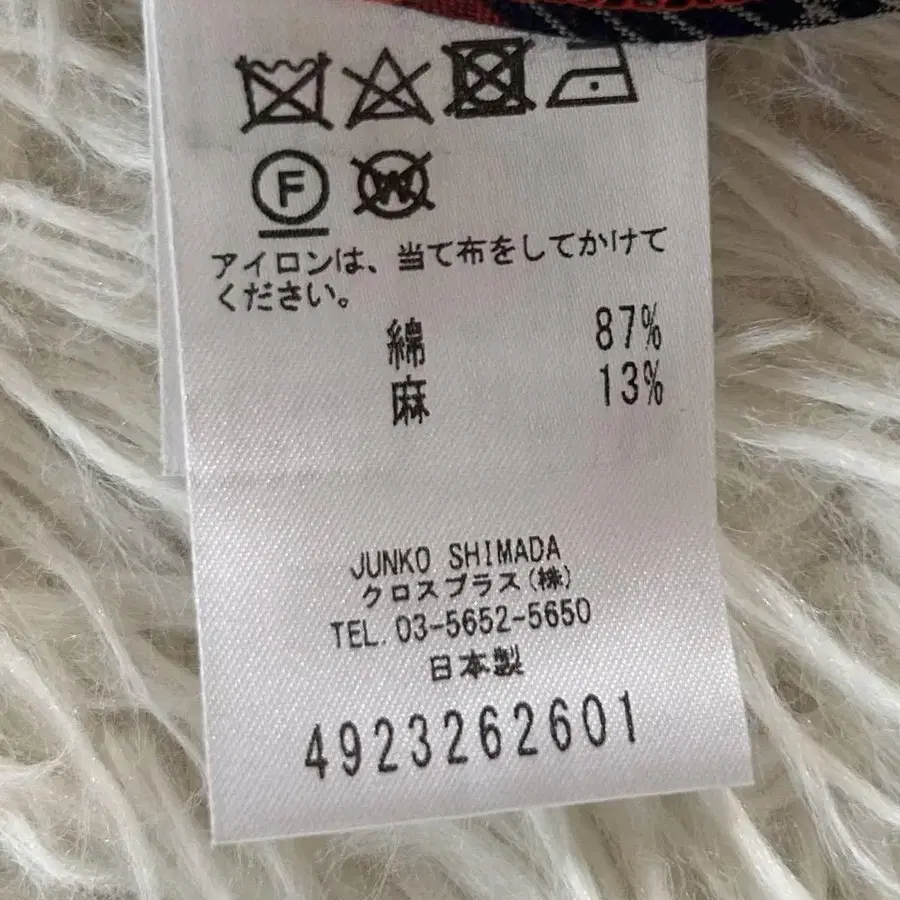 F W
アイロンは、当て布をしてかけて
ください。
綿 87%
麻 13%
JUNKO SHIMADA
クロスプラス(株)
TEL. 03-5652-5650
日本製
4923262601